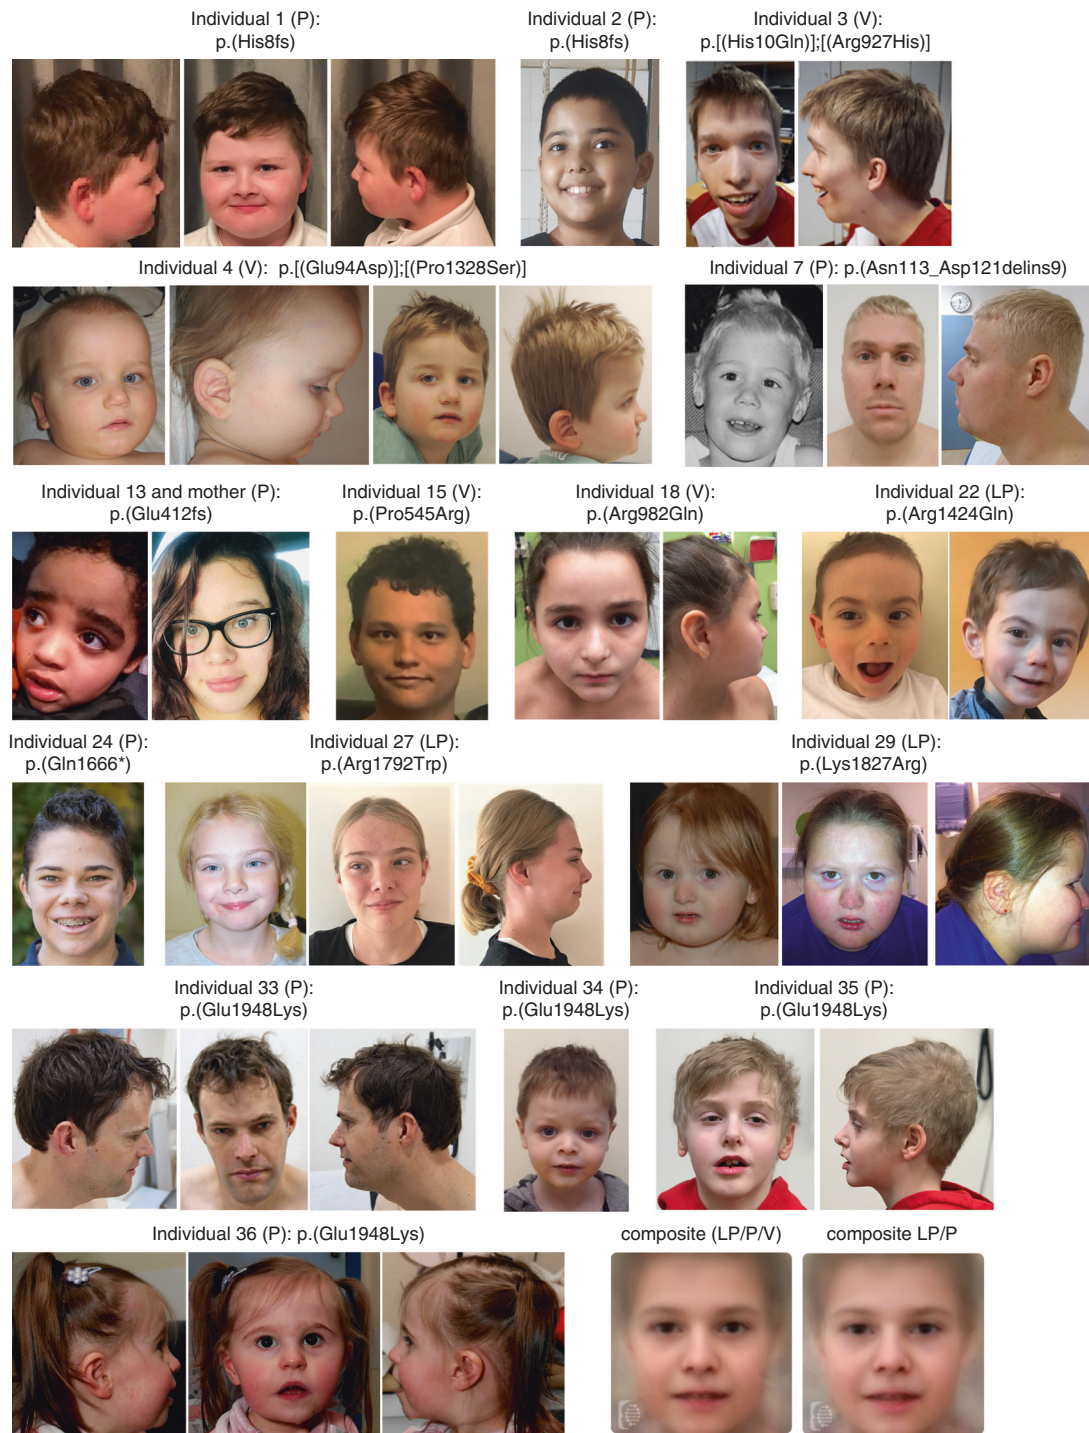 Individual 1 (P):
p.(His8fs)
Individual 2 (P):
p.(His8fs)
Individual 3 (V):
p.[(His10Gln)];[(Arg927His)]
Individual 4 (V): p.[(Glu94Asp)];[(Pro1328Ser)]
Individual 7 (P): p.(Asn113_Asp121delins9)
Individual 13 and mother (P):
p.(Glu412fs)
Individual 15 (V):
p.(Pro545Arg)
Individual 18 (V):
p.(Arg982Gln)
Individual 22 (LP):
p.(Arg1424Gln)
Individual 24 (P):
p.(Gln1666*)
Individual 27 (LP):
p.(Arg1792Trp)
Individual 29 (LP):
p.(Lys1827Arg)
Individual 33 (P):
p.(Glu1948Lys)
Individual 34 (P):
p.(Glu1948Lys)
Individual 35 (P):
p.(Glu1948Lys)
Individual 36 (P): p.(Glu1948Lys)
composite (LP/P/V)
composite LP/P